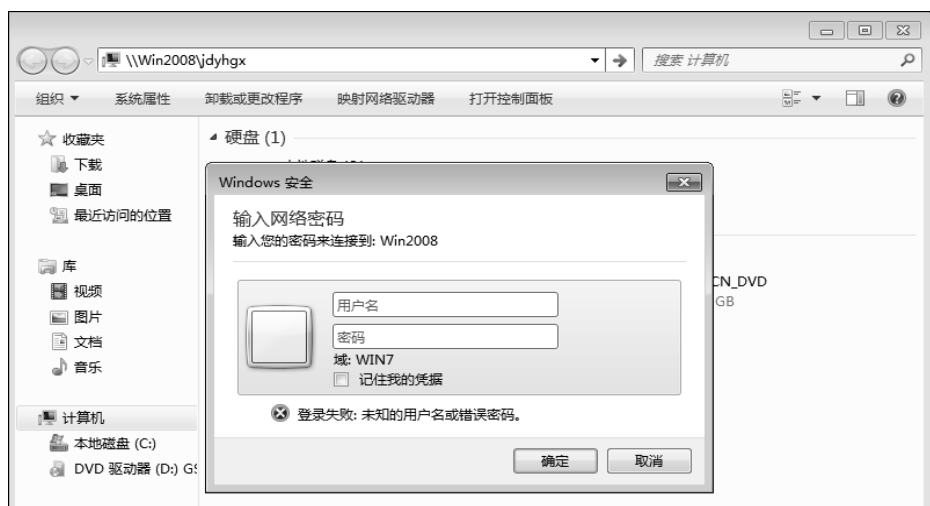 \\Win2008\jdyhgx
搜索 计算机
组织 系统属性 卸载或更改程序 映射网络驱动器 打开控制面板
收藏夹
下载
桌面
最近访问的位置
库
视频
图片
文档
音乐
计算机
本地磁盘 (C:)
DVD 驱动器 (D:) GS
硬盘 (1)
CN_DVD
GB
Windows 安全
输入网络密码
输入您的密码来连接到: Win2008
用户名
密码
域: WIN7
记住我的凭据
登录失败: 未知的用户名或错误密码。
确定 取消